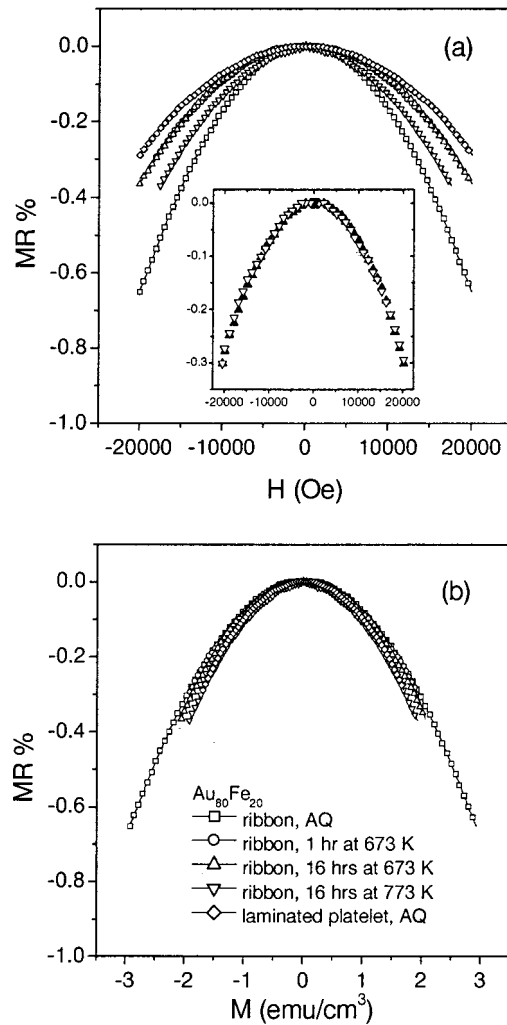 (a)
0.0
-0.2
-0.4
-0.6
-0.8
-1.0
MR %
-20000 -10000 0 10000 20000
H (Oe)
0.0
-0.1
-0.2
-0.3
-20000 -10000 0 10000 20000
(b)
0.0
-0.2
-0.4
-0.6
-0.8
-1.0
MR %
Au80Fe20
ribbon, AQ
ribbon, 1 hr at 673 K
ribbon, 16 hrs at 673 K
ribbon, 16 hrs at 773 K
laminated platelet, AQ
-3 -2 -1 0 1 2 3
M (emu/cm³)